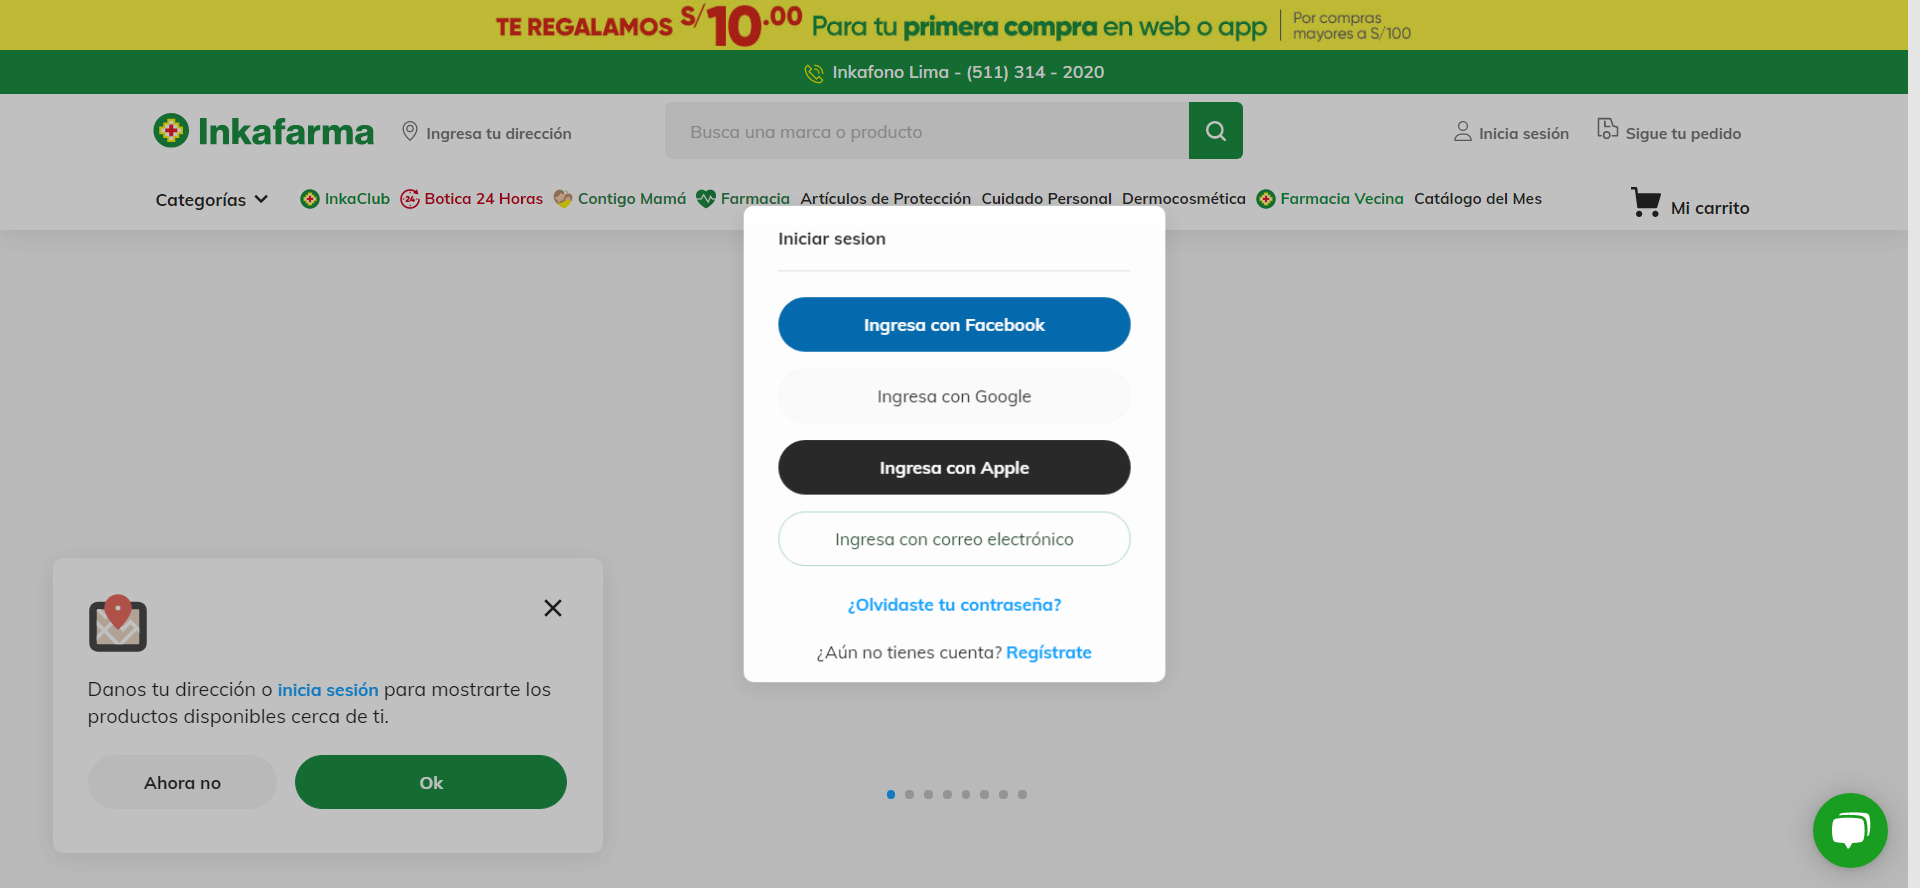 TE REGALAMOS S/10.00 Para tu primera compra en web o app
Por compras
mayores a S/100
Inkafono Lima - (511) 314 - 2020
Inkafarma
Ingresa tu dirección
Busca una marca o producto
Inicia sesión
Sigue tu pedido
Categorías
InkaClub
24
Botica 24 Horas
Contigo Mamá
Farmacia
Artículos de Protección
Cuidado Personal
Dermocosmética
Farmacia Vecina
Catálogo del Mes
Mi carrito
Iniciar sesion
Ingresa con Facebook
Ingresa con Google
Ingresa con Apple
Ingresa con correo electrónico
¿Olvidaste tu contraseña?
¿Aún no tienes cuenta? Regístrate
Danos tu dirección o inicia sesión para mostrarte los
productos disponibles cerca de ti.
Ahora no
Ok